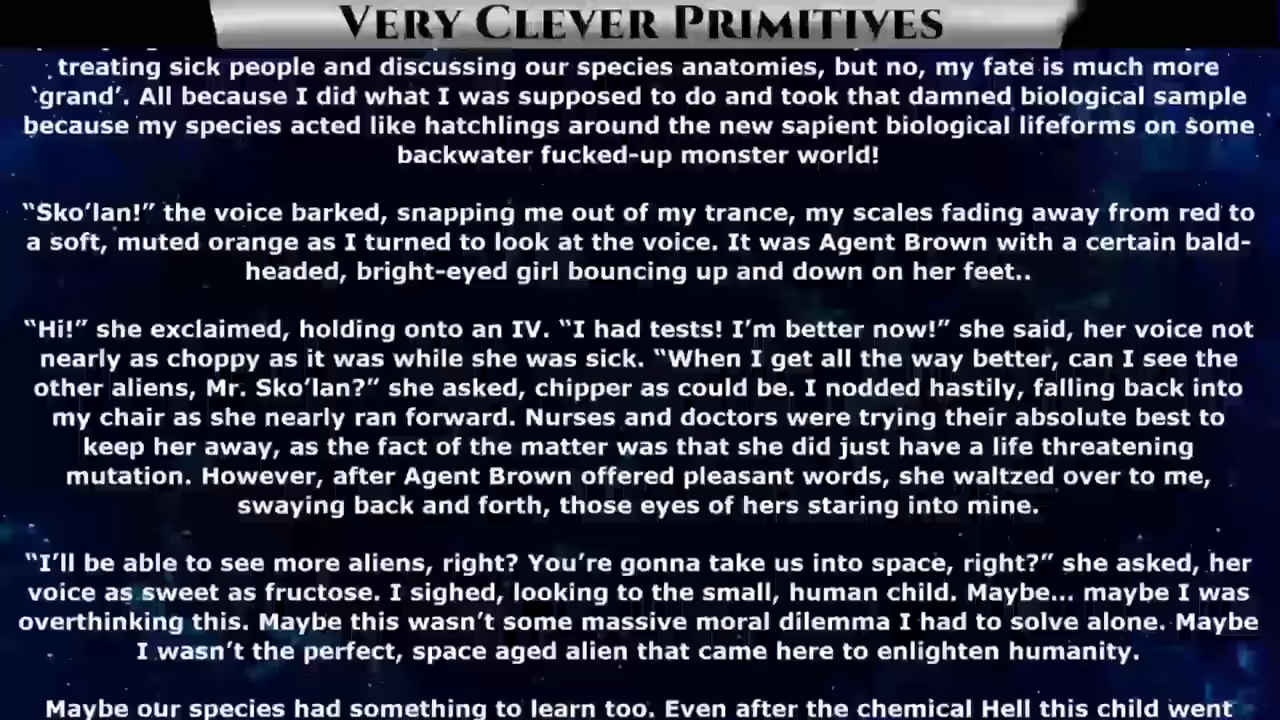 VERY CLEVER PRIMITIVES
treating sick people and discussing our species anatomies, but no, my fate is much more
‘grand’. All because I did what I was supposed to do and took that damned biological sample
because my species acted like hatchlings around the new sapient biological lifeforms on some
backwater fucked-up monster world!
“Sko’lan!” the voice barked, snapping me out of my trance, my scales fading away from red to
a soft, muted orange as I turned to look at the voice. It was Agent Brown with a certain bald-
headed, bright-eyed girl bouncing up and down on her feet..
“Hi!” she exclaimed, holding onto an IV. “I had tests! I’m better now!” she said, her voice not
nearly as choppy as it was while she was sick. “When I get all the way better, can I see the
other aliens, Mr. Sko’lan?” she asked, chipper as could be. I nodded hastily, falling back into
my chair as she nearly ran forward. Nurses and doctors were trying their absolute best to
keep her away, as the fact of the matter was that she did just have a life threatening
mutation. However, after Agent Brown offered pleasant words, she waltzed over to me,
swaying back and forth, those eyes of hers staring into mine.
“I’ll be able to see more aliens, right? You’re gonna take us into space, right?” she asked, her
voice as sweet as fructose. I sighed, looking to the small, human child. Maybe... maybe I was
overthinking this. Maybe this wasn’t some massive moral dilemma I had to solve alone. Maybe
I wasn’t the perfect, space aged alien that came here to enlighten humanity.
Maybe our species had something to learn too. Even after the chemical Hell this child went